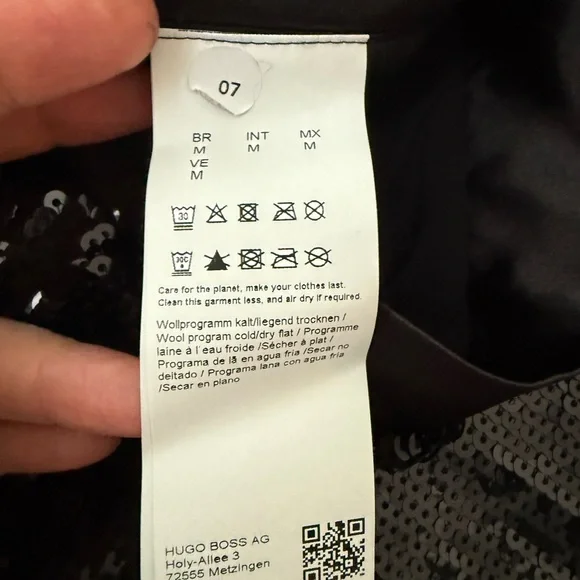 07
BR INT MX
M M M
VE
M
30
30C
Care for the planet, make your clothes last.
Clean this garment less, and air dry if required.
Wollprogramm kalt/liegend trocknen /
Wool program cold/dry flat / Programme
laine à l'eau froide /Sécher à plat /
Programa de lã em agua fria /Secar no
deitado / Programa lana con agua fria
/Secar en plano
HUGO BOSS AG
Holy-Allee 3
72555 Metzingen